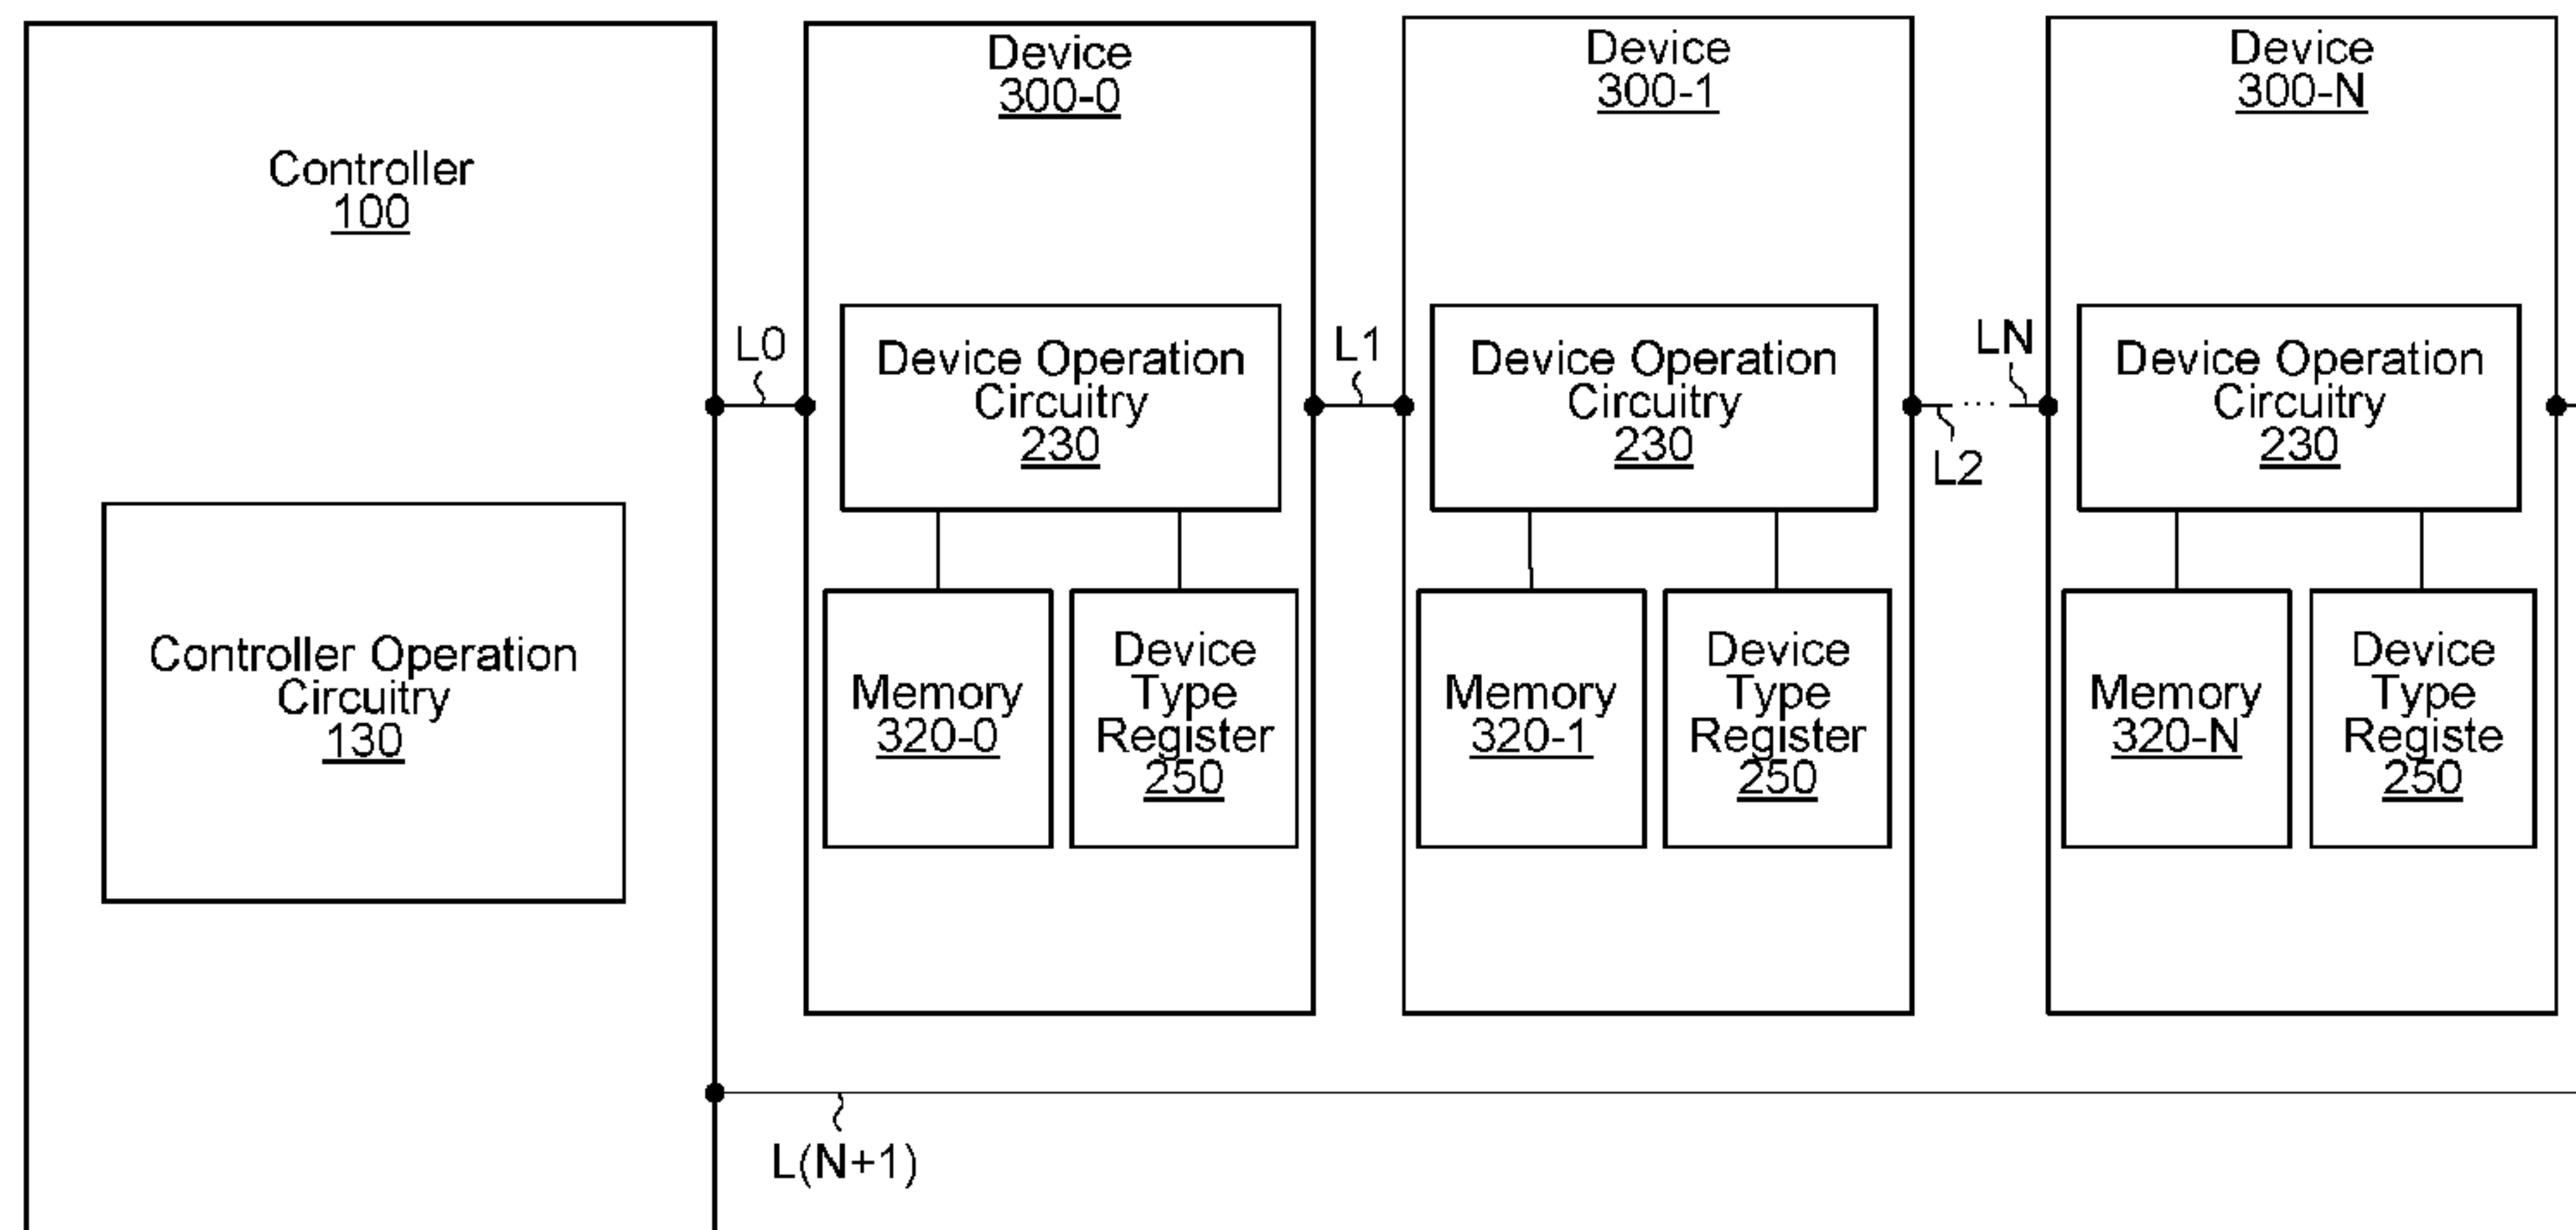 Controller
100
Controller Operation
Circuitry
130
L0
Device
300-0
Device Operation
Circuitry
230
Memory
320-0
Device
Type
Register
250
L1
Device
300-1
Device Operation
Circuitry
230
Memory
320-1
Device
Type
Register
250
L2
...
LN
Device
300-N
Device Operation
Circuitry
230
Memory
320-N
Device
Type
Registe
250
L(N+1)